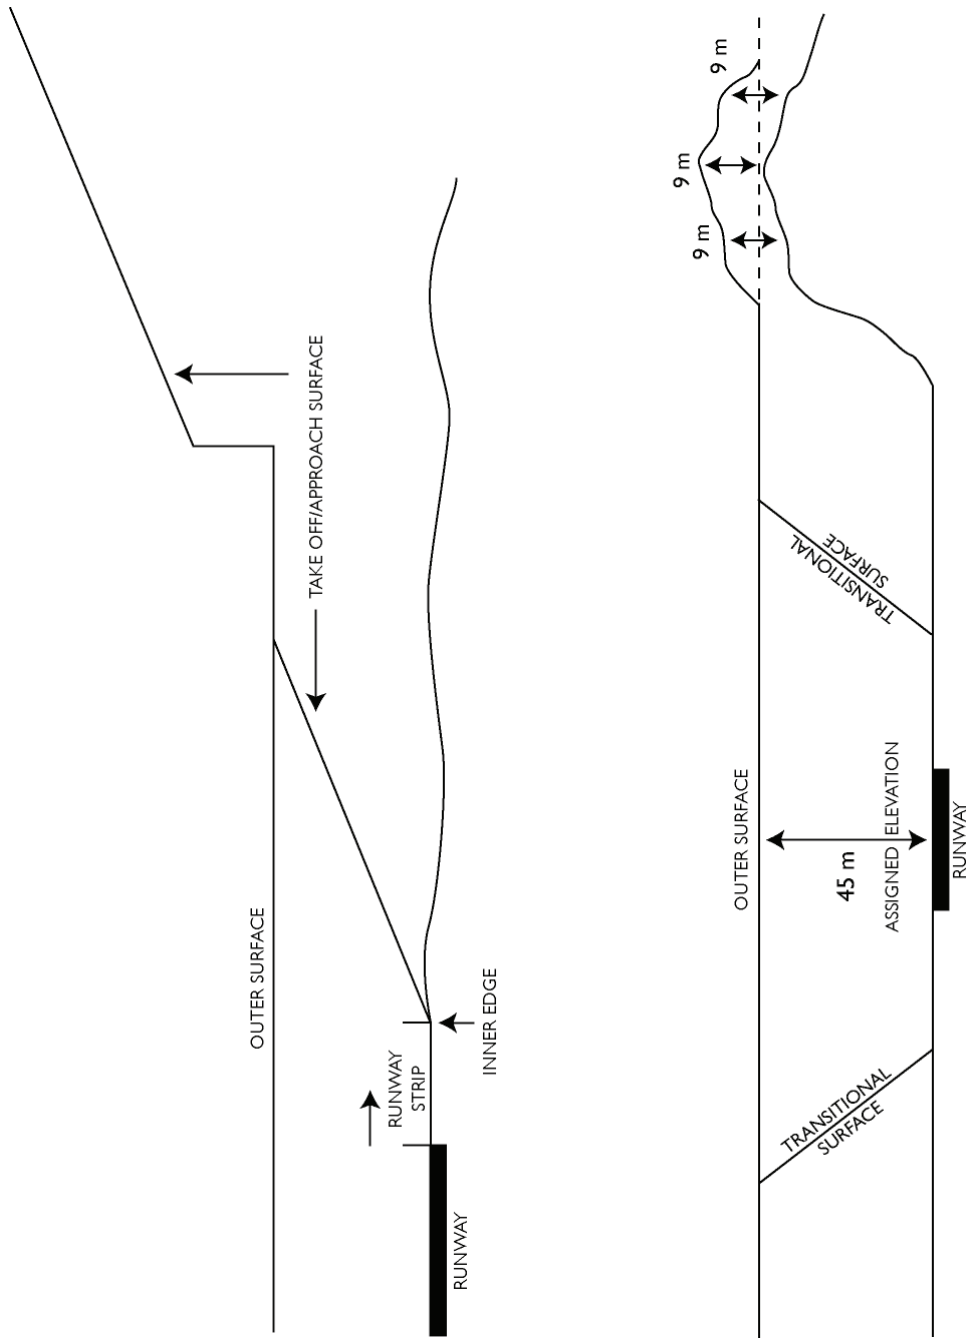 TAKE OFF/APPROACH SURFACE
OUTER SURFACE
RUNWAY
STRIP
INNER EDGE
RUNWAY
9 m
9 m
9 m
TRANSITIONAL
SURFACE
OUTER SURFACE
45 m
ASSIGNED ELEVATION
RUNWAY
TRANSITIONAL
SURFACE